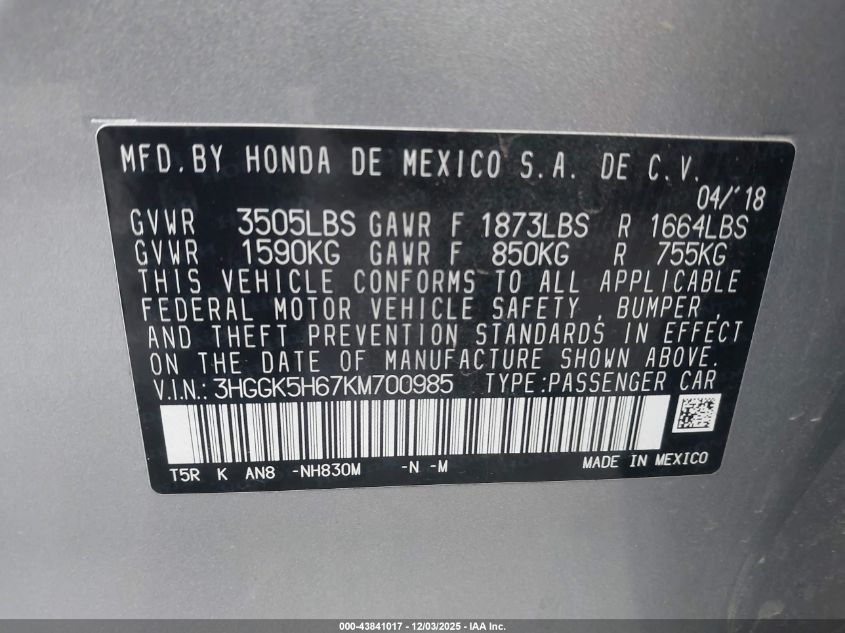 MFD. BY HONDA DE MEXICO S.A. DE C.V.
04/'18
GVWR 3505LBS GAWR F 1873LBS R 1664LBS
GVWR 1590KG GAWR F 850KG R 755KG
THIS VEHICLE CONFORMS TO ALL APPLICABLE
FEDERAL MOTOR VEHICLE SAFETY , BUMPER ,
AND THEFT PREVENTION STANDARDS IN EFFECT
ON THE DATE OF MANUFACTURE SHOWN ABOVE.
V.I.N.: 3HGGK5H67KM700985 TYPE:PASSENGER CAR
T5R K AN8 -NH830M -N -M MADE IN MEXICO
000-43841017 - 12/03/2025 - IAA Inc.